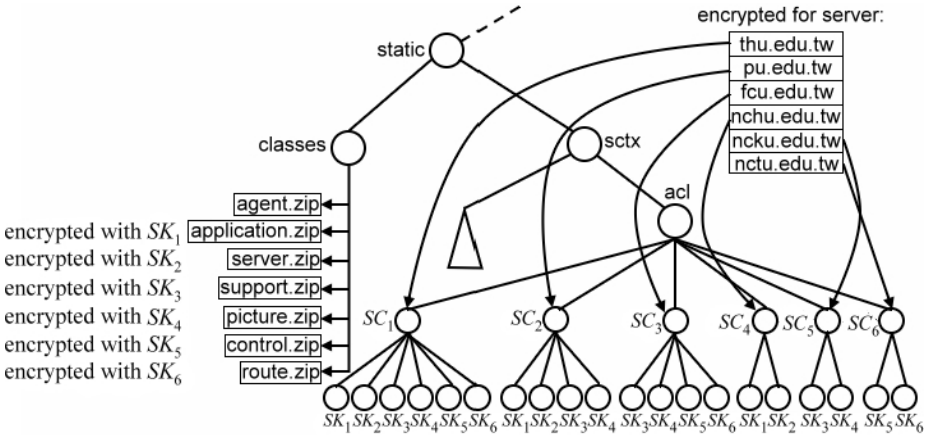 encrypted for server:
static
thu.edu.tw
pu.edu.tw
fcu.edu.tw
nchu.edu.tw
ncku.edu.tw
nctu.edu.tw
classes
sctx
acl
agent.zip
encrypted with SK1 application.zip
encrypted with SK2 server.zip
encrypted with SK3 support.zip
encrypted with SK4 picture.zip
encrypted with SK5 control.zip
encrypted with SK6 route.zip
SC1 SC2 SC3 SC4 SC5 SC6
SK1 SK2 SK3 SK4 SK5 SK6 SK1 SK2 SK3 SK4 SK3 SK4 SK5 SK6 SK1 SK2 SK3 SK4 SK5 SK6